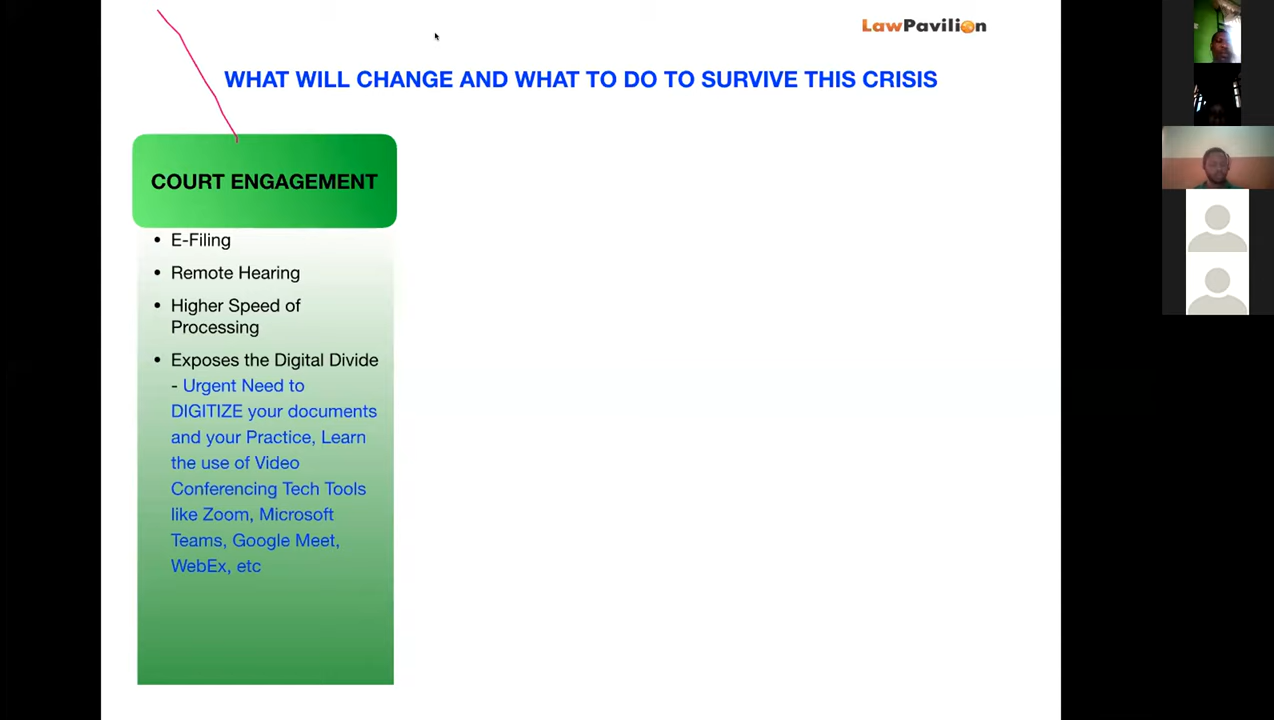 LawPavilion
WHAT WILL CHANGE AND WHAT TO DO TO SURVIVE THIS CRISIS
COURT ENGAGEMENT
• E-Filing
• Remote Hearing
• Higher Speed of
Processing
• Exposes the Digital Divide
- Urgent Need to
DIGITIZE your documents
and your Practice, Learn
the use of Video
Conferencing Tech Tools
like Zoom, Microsoft
Teams, Google Meet,
WebEx, etc